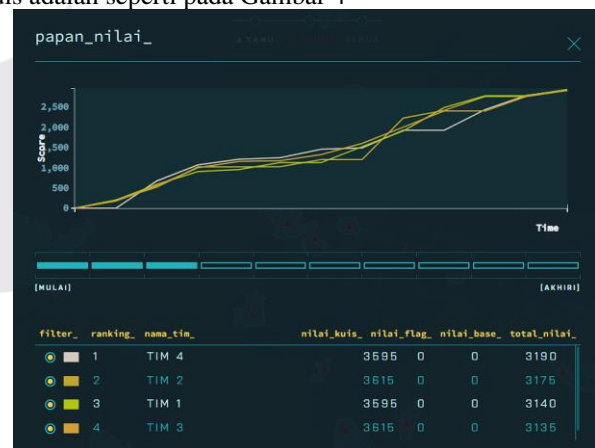 adalah seperti pada Gambar 4
papan_nilai_
2,500
2,000
1,500
1,000
500
0
Score
Time
[MULAI] [AKHIRI]
filter_ ranking_ nama_tim_ nilai_kuis_ nilai_flag_ nilai_base_ total_nilai_
1 TIM 4 3595 0 0 3190
2 TIM 2 3615 0 0 3175
3 TIM 1 3595 0 0 3140
4 TIM 3 3615 0 0 3135